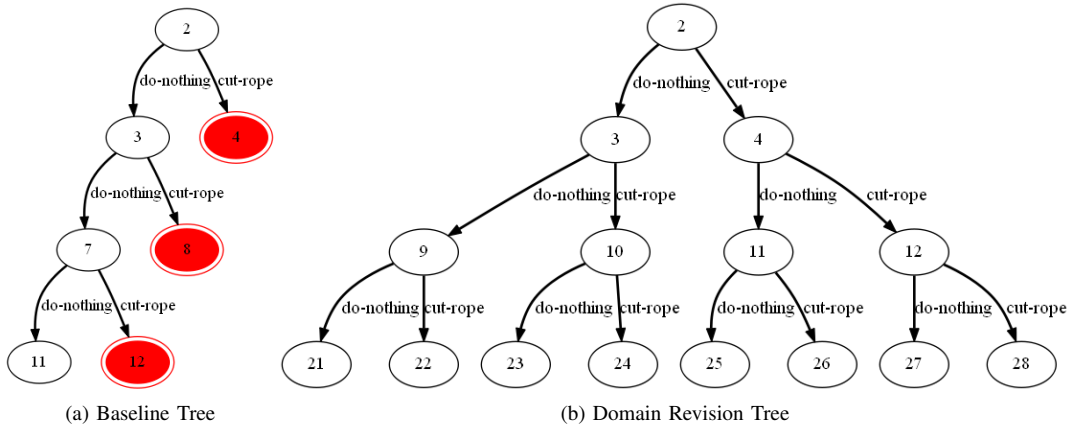 2
do-nothing cut-rope
3 4
do-nothing cut-rope
7 8
do-nothing cut-rope
11 12
(a) Baseline Tree
2
do-nothing cut-rope
3 4
do-nothing cut-rope do-nothing cut-rope
9 10 11 12
do-nothing cut-rope do-nothing cut-rope do-nothing cut-rope do-nothing cut-rope
21 22 23 24 25 26 27 28
(b) Domain Revision Tree